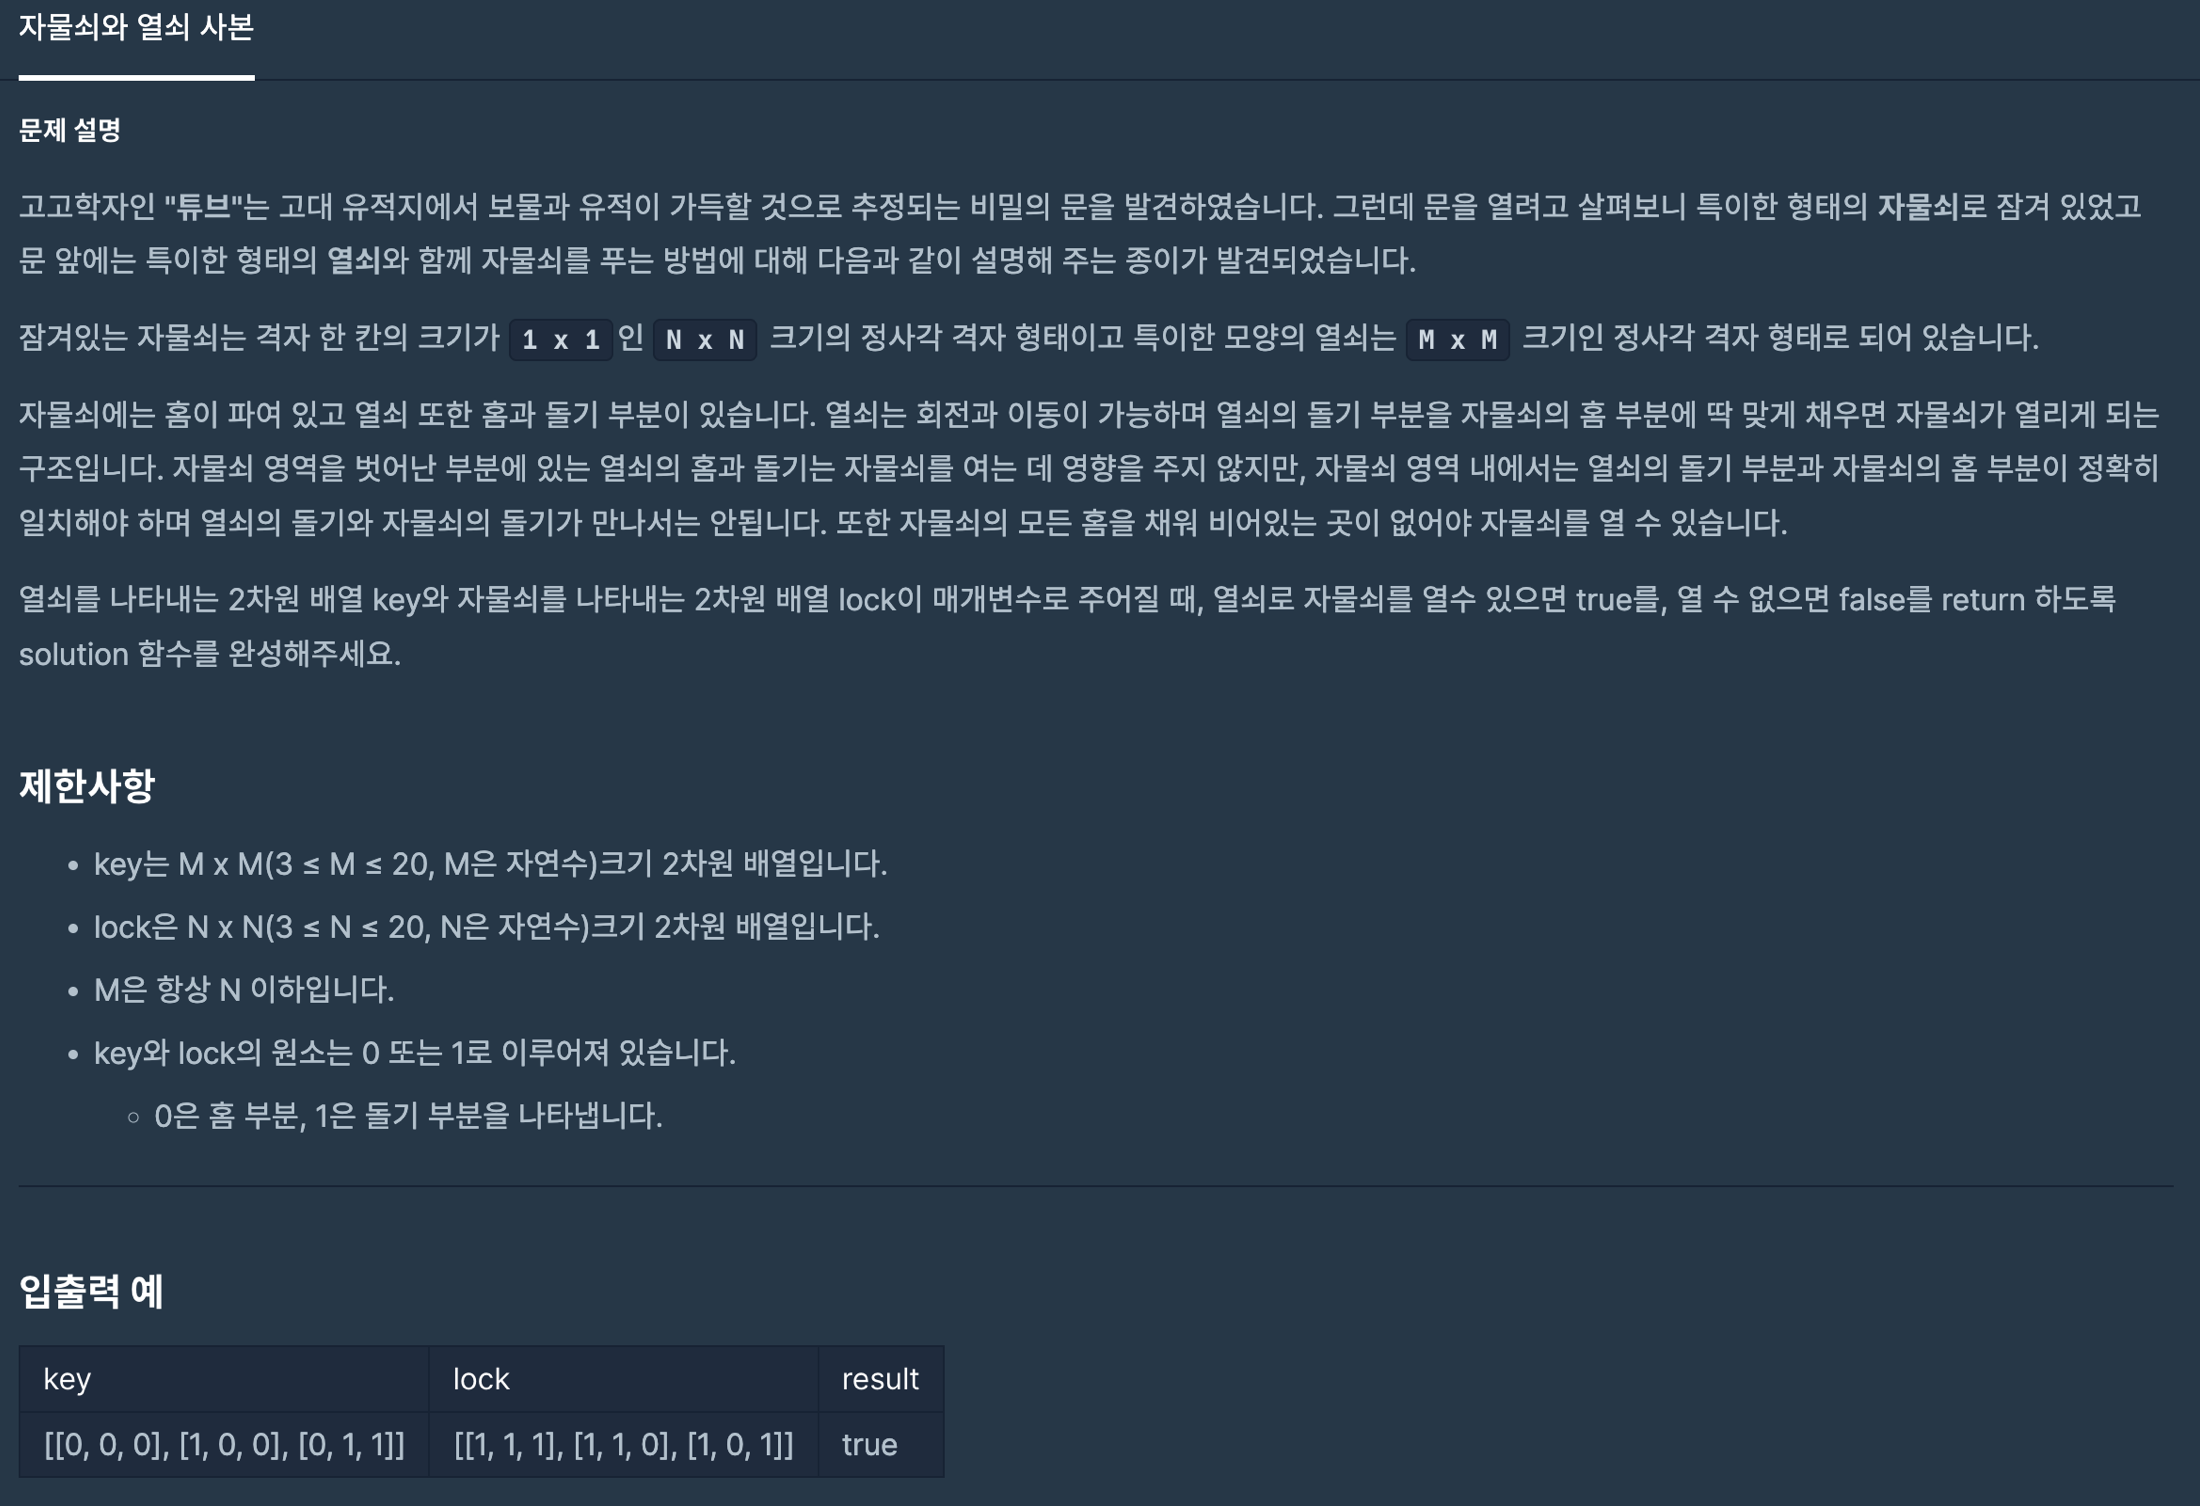 자물쇠와 열쇠 사본
문제 설명
고고학자인 "튜브"는 고대 유적지에서 보물과 유적이 가득할 것으로 추정되는 비밀의 문을 발견하였습니다. 그런데 문을 열려고 살펴보니 특이한 형태의 자물쇠로 잠겨 있었고
문 앞에는 특이한 형태의 열쇠와 함께 자물쇠를 푸는 방법에 대해 다음과 같이 설명해 주는 종이가 발견되었습니다.
잠겨있는 자물쇠는 격자 한 칸의 크기가 1 x 1인 N x N 크기의 정사각 격자 형태이고 특이한 모양의 열쇠는 M x M 크기인 정사각 격자 형태로 되어 있습니다.
자물쇠에는 홈이 파여 있고 열쇠 또한 홈과 돌기 부분이 있습니다. 열쇠는 회전과 이동이 가능하며 열쇠의 돌기 부분을 자물쇠의 홈 부분에 딱 맞게 채우면 자물쇠가 열리게 되는
구조입니다. 자물쇠 영역을 벗어난 부분에 있는 열쇠의 홈과 돌기는 자물쇠를 여는 데 영향을 주지 않지만, 자물쇠 영역 내에서는 열쇠의 돌기 부분과 자물쇠의 홈 부분이 정확히
일치해야 하며 열쇠의 돌기와 자물쇠의 돌기가 만나서는 안됩니다. 또한 자물쇠의 모든 홈을 채워 비어있는 곳이 없어야 자물쇠를 열 수 있습니다.
열쇠를 나타내는 2차원 배열 key와 자물쇠를 나타내는 2차원 배열 lock이 매개변수로 주어질 때, 열쇠로 자물쇠를 열수 있으면 true를, 열 수 없으면 false를 return 하도록
solution 함수를 완성해주세요.
제한사항
• key는 M x M(3 ≤ M ≤ 20, M은 자연수)크기 2차원 배열입니다.
• lock은 N x N(3 ≤ N ≤ 20, N은 자연수)크기 2차원 배열입니다.
• M은 항상 N 이하입니다.
• key와 lock의 원소는 0 또는 1로 이루어져 있습니다.
◦ 0은 홈 부분, 1은 돌기 부분을 나타냅니다.
입출력 예
key lock result
[[0, 0, 0], [1, 0, 0], [0, 1, 1]] [[1, 1, 1], [1, 1, 0], [1, 0, 1]] true